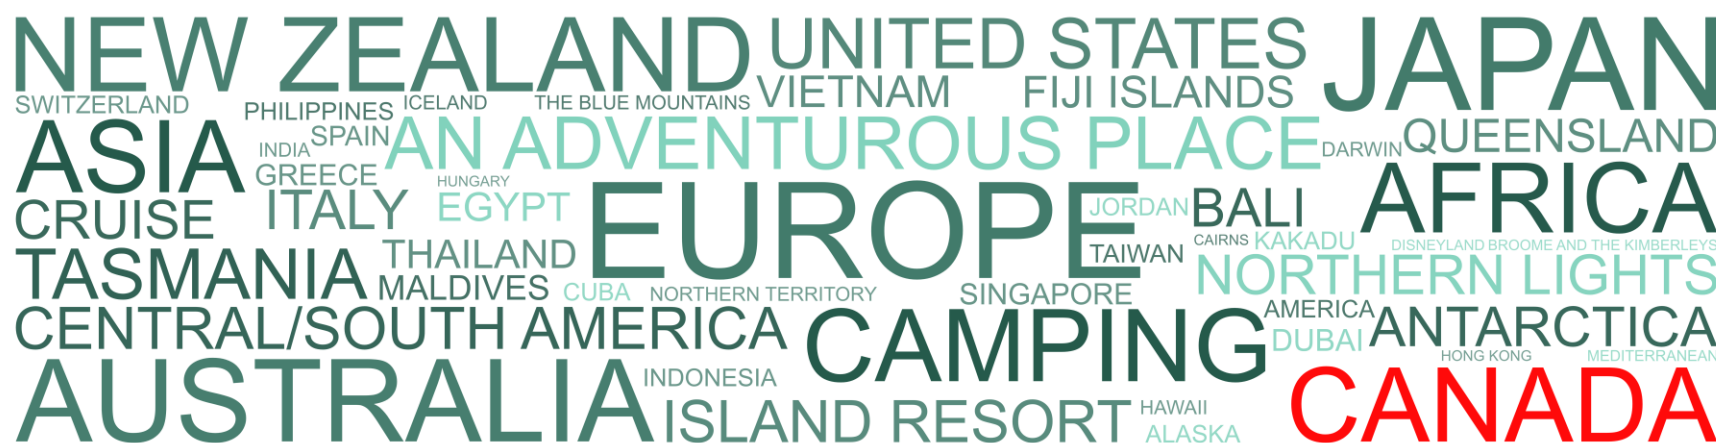 NEW ZEALAND
UNITED STATES
JAPAN
SWITZERLAND
PHILIPPINES
ICELAND
THE BLUE MOUNTAINS
VIETNAM
FIJI ISLANDS
ASIA
INDIA
SPAIN
AN ADVENTUROUS PLACE
DARWIN
QUEENSLAND
GREECE
HUNGARY
CRUISE
ITALY
EGYPT
EUROPE
JORDAN
BALI
AFRICA
TASMANIA
THAILAND
TAIWAN
CAIRNS
KAKADU
DISNEYLAND
BROOME AND THE KIMBERLEYS
MALDIVES
CUBA
NORTHERN TERRITORY
SINGAPORE
NORTHERN LIGHTS
CENTRAL/SOUTH AMERICA
CAMPING
AMERICA
DUBAI
ANTARCTICA
HONG KONG
MEDITERRANEAN
AUSTRALIA
INDONESIA
ISLAND RESORT
HAWAII
ALASKA
CANADA